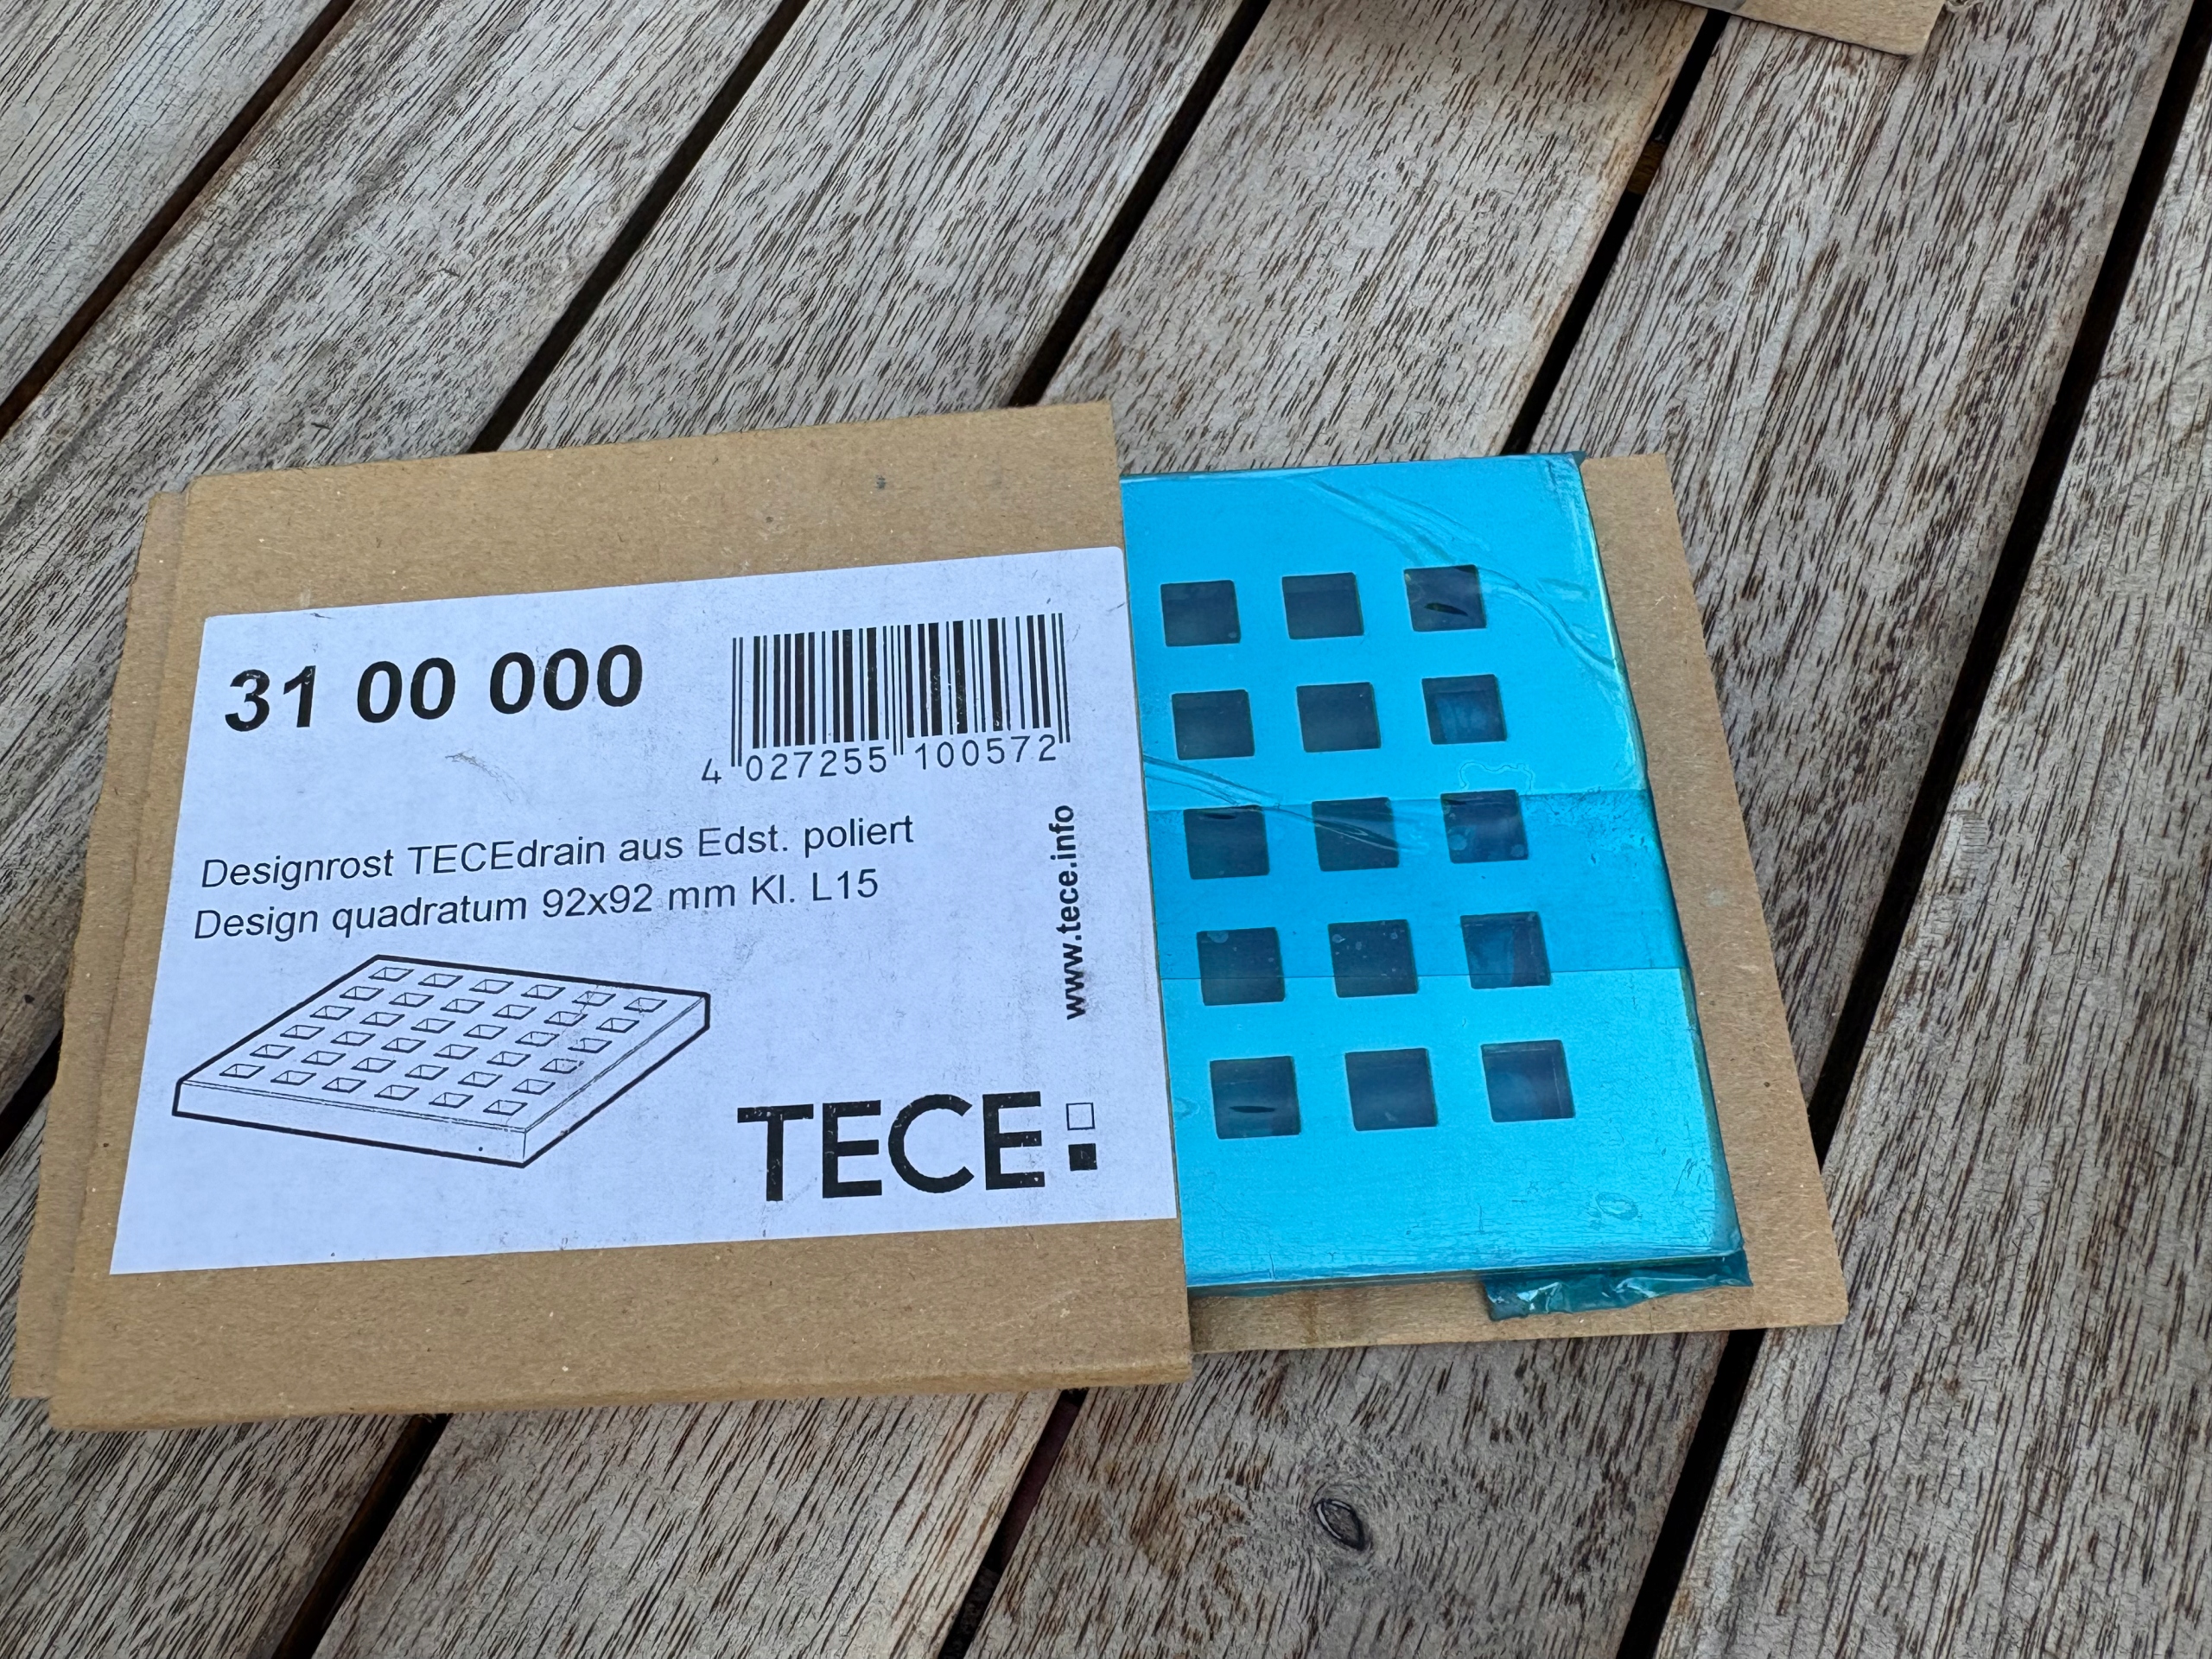 31 00 000
4 027255 100572
Designrost TECEdrain aus Edst. poliert
Design quadratum 92x92 mm Kl. L15
www.tece.info
TECE